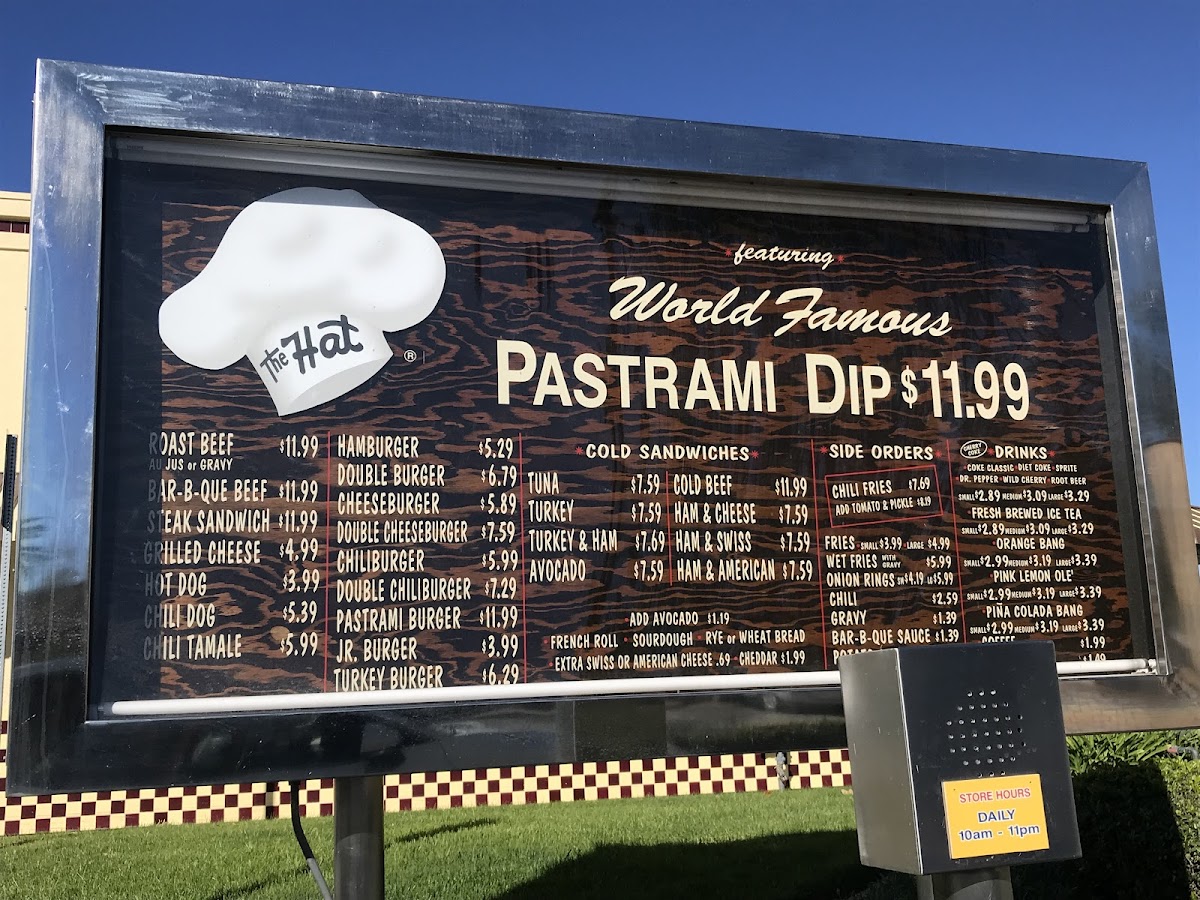 The Hat ®
featuring
World Famous
PASTRAMI DIP $11.99
ROAST BEEF $11.99
AU JUS or GRAVY
BAR-B-QUE BEEF $11.99
STEAK SANDWICH $11.99
GRILLED CHEESE $4.99
HOT DOG $3.99
CHILI DOG $5.39
CHILI TAMALE $5.99
HAMBURGER $5.29
DOUBLE BURGER $6.79
CHEESEBURGER $5.89
DOUBLE CHEESEBURGER $7.59
CHILIBURGER $5.99
DOUBLE CHILIBURGER $7.29
PASTRAMI BURGER $11.99
JR. BURGER $3.99
TURKEY BURGER $6.29
*COLD SANDWICHES*
TUNA $7.59
TURKEY $7.59
TURKEY & HAM $7.69
AVOCADO $7.59
COLD BEEF $11.99
HAM & CHEESE $7.59
HAM & SWISS $7.59
HAM & AMERICAN $7.59
ADD AVOCADO $1.19
FRENCH ROLL · SOURDOUGH · RYE or WHEAT BREAD
EXTRA SWISS OR AMERICAN CHEESE .69 · CHEDDAR $1.99
*SIDE ORDERS
CHILI FRIES $7.69
ADD TOMATO & PICKLE $8.19
FRIES - SMALL $3.99 LARGE $4.99
WET FRIES WITH GRAVY $5.99
ONION RINGS SM $4.19 LG $5.99
CHILI $2.59
GRAVY $1.39
BAR-B-QUE SAUCE $1.39
CHERRY COKE
DRINKS*
COKE CLASSIC · DIET COKE · SPRITE
DR. PEPPER · WILD CHERRY · ROOT BEER
SMALL $2.89 MEDIUM $3.09 LARGE $3.29
FRESH BREWED ICE TEA
SMALL $2.89 MEDIUM $3.09 LARGE $3.29
ORANGE BANG
SMALL $2.99 MEDIUM $3.19 LARGE $3.39
PINK LEMON OLE'
SMALL $2.99 MEDIUM $3.19 LARGE $3.39
PIÑA COLADA BANG
SMALL $2.99 MEDIUM $3.19 LARGE $3.39
COFFEE $1.99
STORE HOURS
DAILY
10am - 11pm